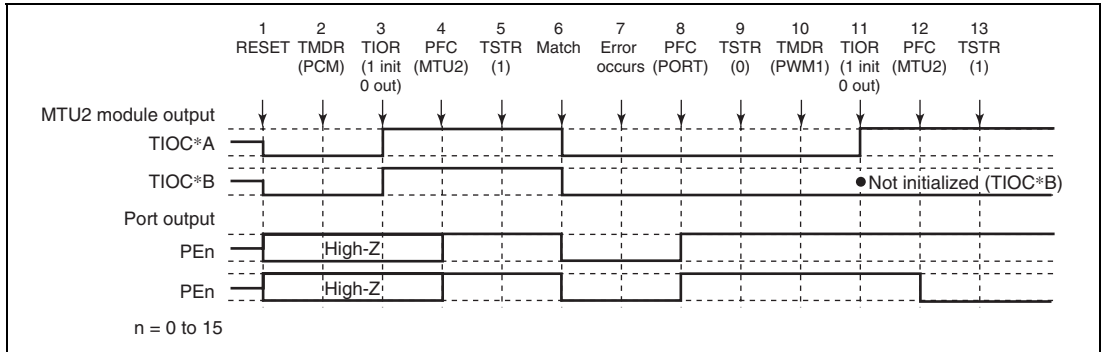 1 2 3 4 5 6 7 8 9 10 11 12 13
RESET TMDR TIOR PFC TSTR Match Error PFC TSTR TMDR TIOR PFC TSTR
(PCM) (1 init (MTU2) (1) occurs (PORT) (0) (PWM1) (1 init (MTU2) (1)
0 out) 0 out)
MTU2 module output
TIOC*A
TIOC*B
●Not initialized (TIOC*B)
Port output
PEn
High-Z
PEn
High-Z
n = 0 to 15